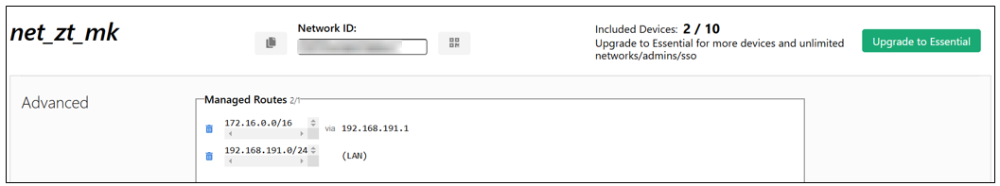 net_zt_mk
Network ID:
Included Devices: 2 / 10
Upgrade to Essential for more devices and unlimited
networks/admins/sso
Upgrade to Essential
Advanced
Managed Routes 2/1
172.16.0.0/16 via 192.168.191.1
192.168.191.0/24 (LAN)